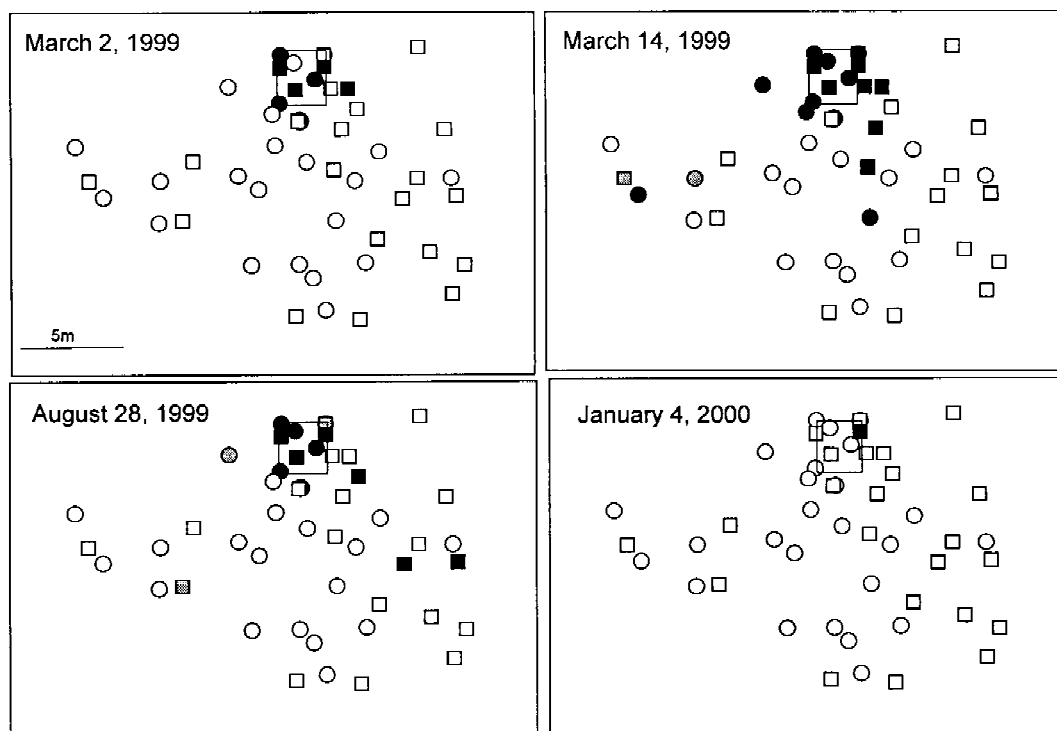 March 2, 1999
March 14, 1999
5m
August 28, 1999
January 4, 2000